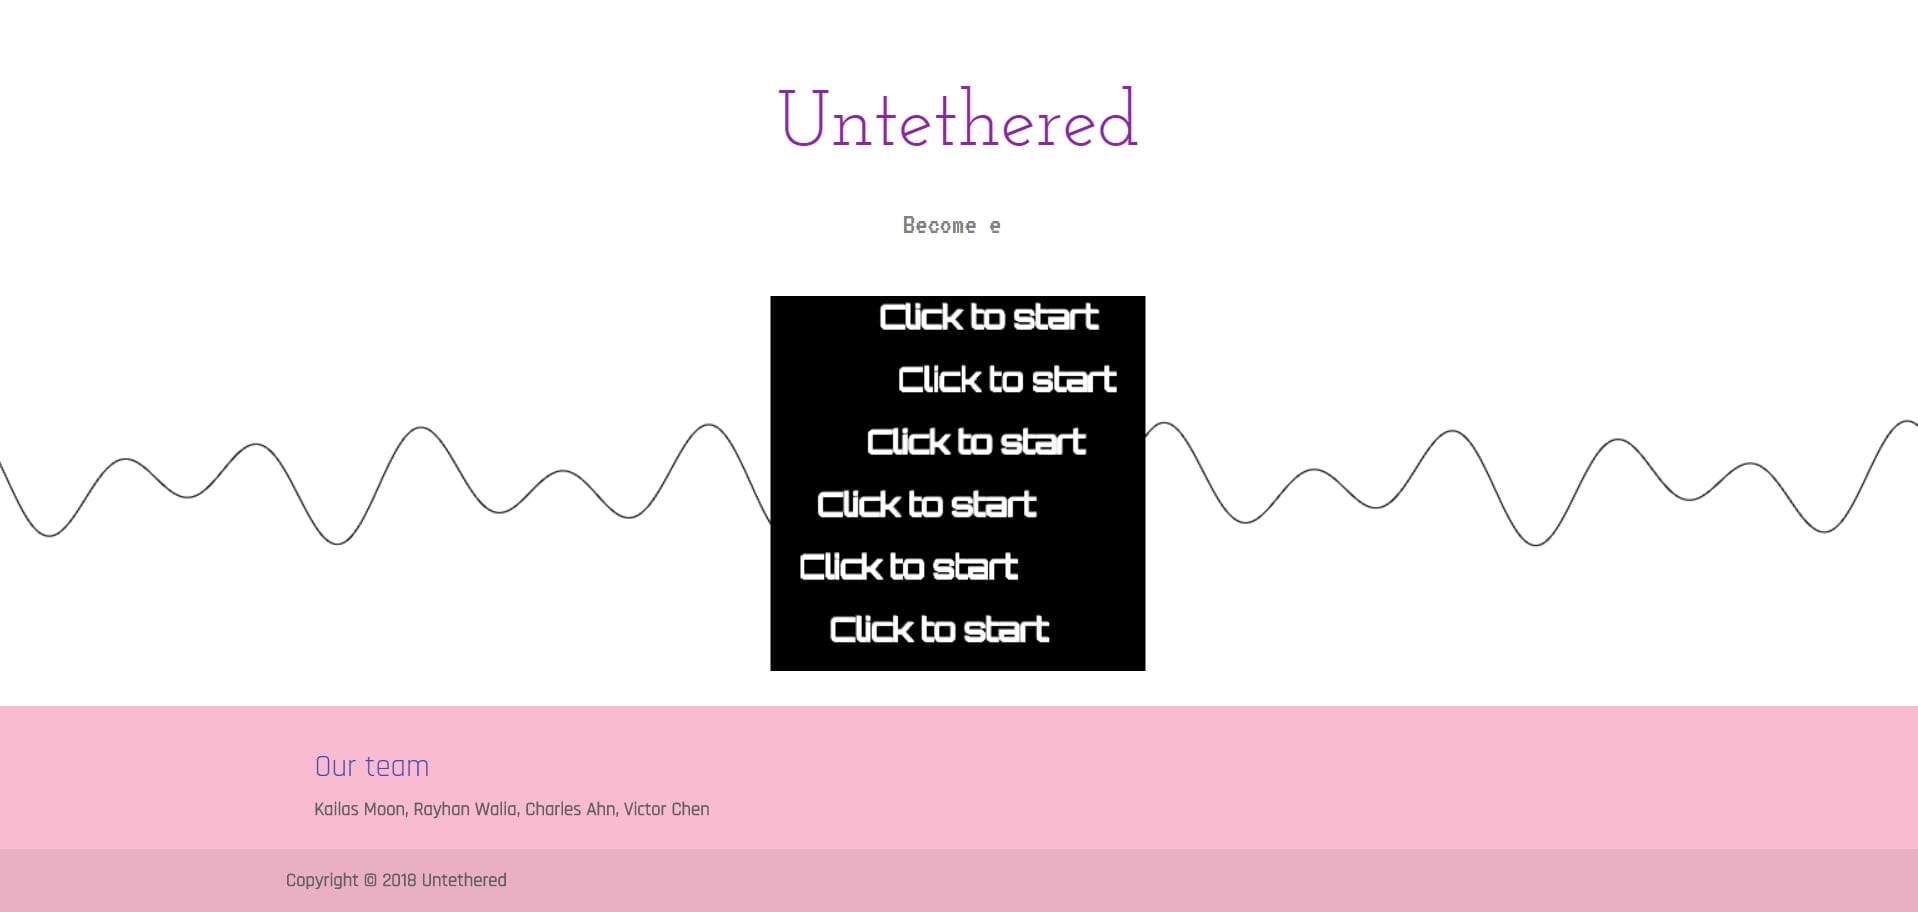 Untethered
Become e
Click to start
Click to start
Click to start
Click to start
Click to start
Click to start
Our team
Kailas Moon, Rayhan Walia, Charles Ahn, Victor Chen
Copyright © 2018 Untethered